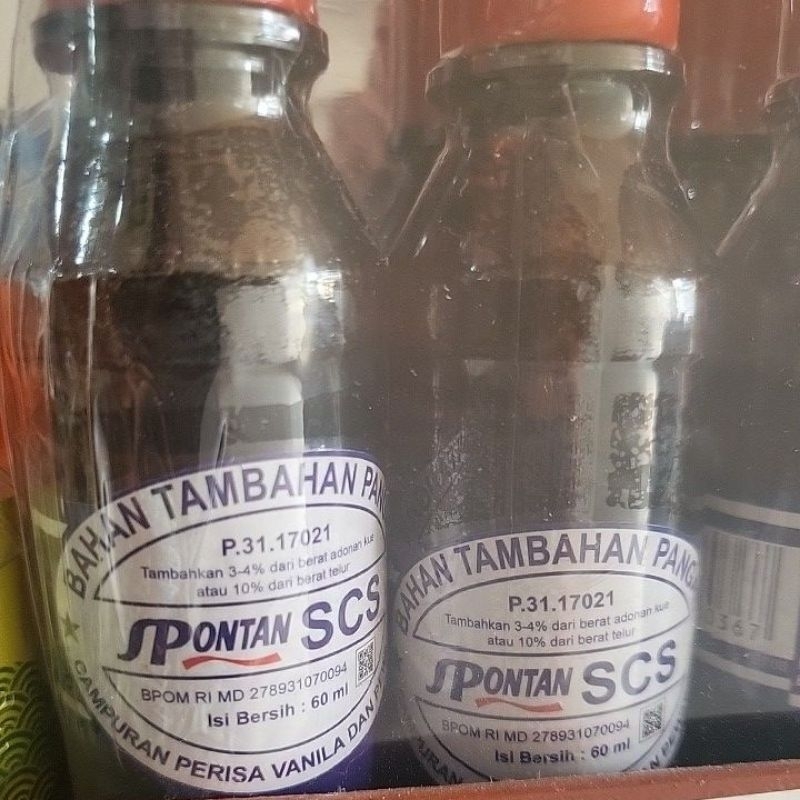 BAHAN TAMBAHAN
P.31.17021
Tambahkan 3-4% dari berat adonan kue
atau 10% dari berat telur
SPONTAN SCS
BPOM RI MD 278931070094
Isi Bersih : 60 ml
CAMPURAN PERISA VANILA DAN
BAHAN TAMBAHAN
P.31.17021
Tambahkan 3-4% dari berat adonan kue
atau 10% dari berat telur
SPONTAN SCS
BPOM RI MD 278931070094
Isi Bersih : 60 ml
367